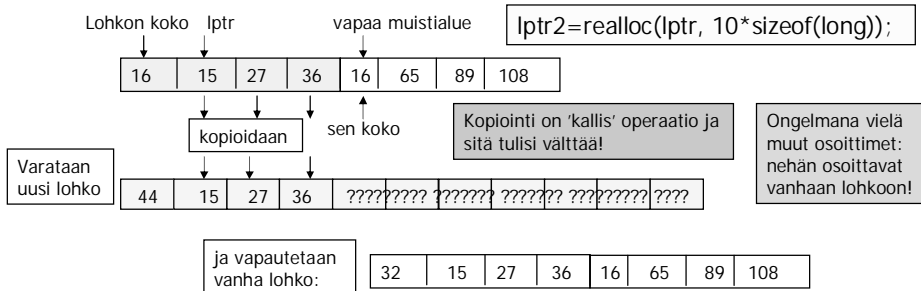 Lohkon koko lptr vapaa muistialue
lptr2=realloc(lptr, 10*sizeof(long));
16 15 27 36 16 65 89 108
kopioidaan
sen koko
Kopiointi on 'kallis' operaatio ja
sitä tulisi välttää!
Ongelmana vielä
muut osoittimet:
nehän osoittavat
vanhaan lohkoon!
Varataan
uusi lohko
44 15 27 36 ????????? ??????? ??????? ?? ????????? ????
ja vapautetaan
vanha lohko:
32 15 27 36 16 65 89 108